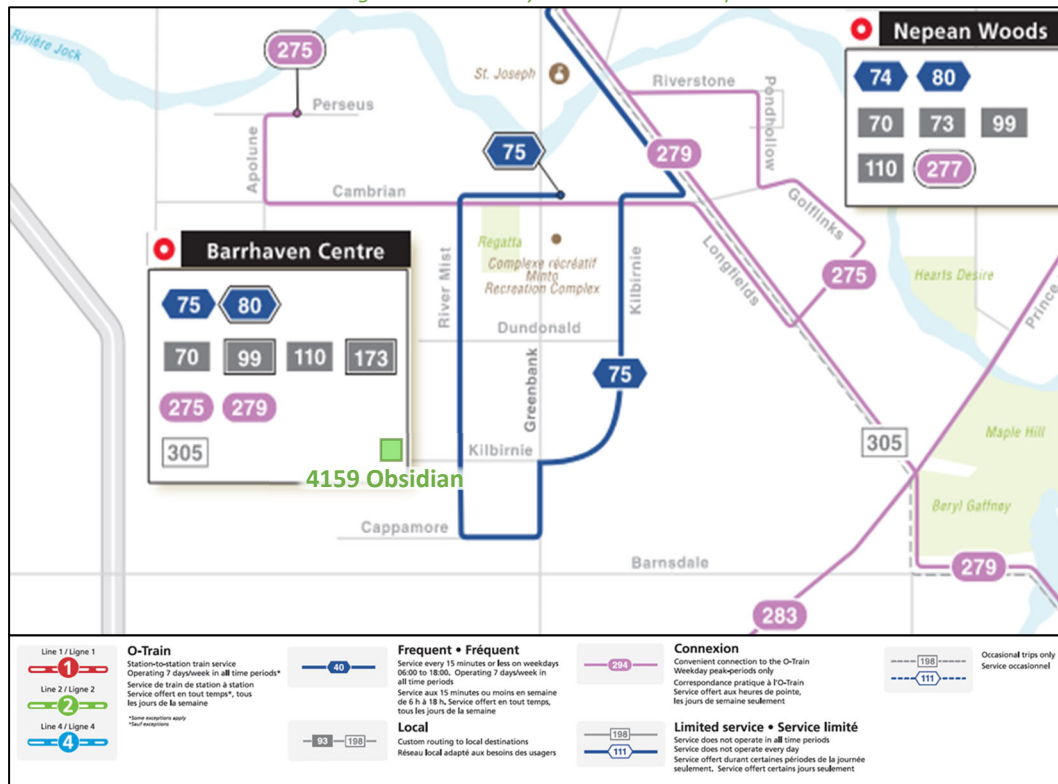 Rivière Jock
275
Perseus
Apolune
Cambrian
St. Joseph
75
Riverstone
Pondhollow
279
Golflinks
275
Longfields
Nepean Woods
74 80
70 73 99
110 277
Hearts Desire
Prince
Barrhaven Centre
75 80
70 99 110 173
275 279
305
4159 Obsidian
River Mist
Regatta
Complexe récréatif
Minto
Recreation Complex
Kilbirnie
Dundonald
Greenbank
75
Kilbirnie
Cappamore
305
Maple Hill
Beryl Gaffney
Barnsdale
279
283
Line 1 / Ligne 1
1
Line 2 / Ligne 2
2
Line 4 / Ligne 4
4
O-Train
Station-to-station train service
Operating 7 days/week in all time periods*
Service de train de station à station
Service offert en tout temps*, tous
les jours de la semaine
*Some exceptions apply
*Sauf exceptions
40
Frequent • Fréquent
Service every 15 minutes or less on weekdays
06:00 to 18:00. Operating 7 days/week in
all time periods
Service aux 15 minutes ou moins en semaine
de 6 h à 18 h. Service offert en tout temps,
tous les jours de la semaine
93 198
Local
Custom routing to local destinations
Réseau local adapté aux besoins des usagers
294
Connexion
Convenient connection to the O-Train
Weekday peak-periods only
Correspondance pratique à l'O-Train
Service offert aux heures de pointe,
les jours de semaine seulement
198
111
Limited service • Service limité
Service does not operate in all time periods
Service does not operate every day
Service offert durant certaines périodes de la journée
seulement. Service offert certains jours seulement
198
111
Occasional trips only
Service occasionnel